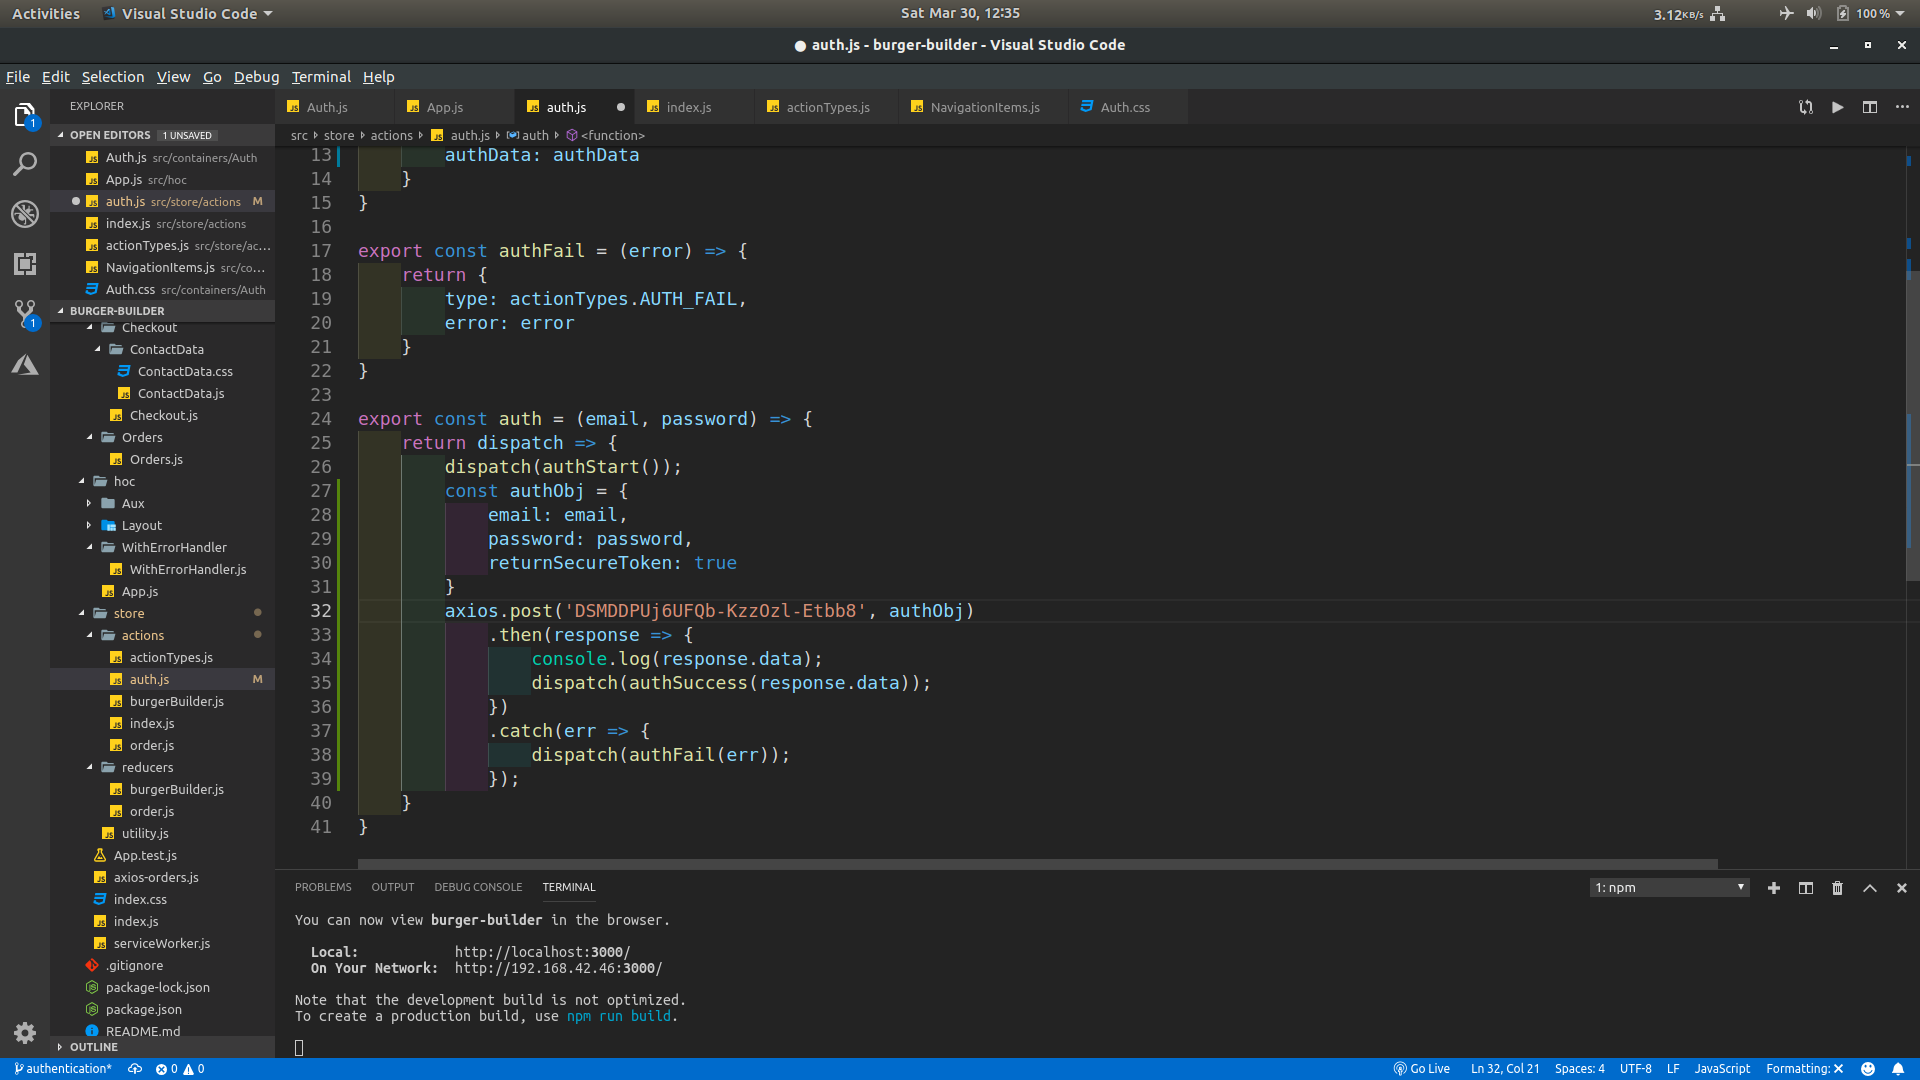 Activities Visual Studio Code Sat Mar 30, 12:35 3.12KB/s 100 %
● auth.js - burger-builder - Visual Studio Code
File Edit Selection View Go Debug Terminal Help
EXPLORER
Auth.js App.js auth.js index.js actionTypes.js NavigationItems.js Auth.css
OPEN EDITORS 1 UNSAVED
src store actions auth.js auth <function>
Auth.js src/containers/Auth
App.js src/hoc
auth.js src/store/actions M
index.js src/store/actions
actionTypes.js src/store/ac...
NavigationItems.js src/co...
Auth.css src/containers/Auth
BURGER-BUILDER
Checkout
ContactData
ContactData.css
ContactData.js
Checkout.js
Orders
Orders.js
hoc
Aux
Layout
WithErrorHandler
WithErrorHandler.js
App.js
store
actions
actionTypes.js
auth.js M
burgerBuilder.js
index.js
order.js
reducers
burgerBuilder.js
order.js
utility.js
App.test.js
axios-orders.js
index.css
index.js
serviceWorker.js
.gitignore
package-lock.json
package.json
README.md
OUTLINE
1
1
13 authData: authData
14 }
15 }
16
17 export const authFail = (error) => {
18 return {
19 type: actionTypes.AUTH_FAIL,
20 error: error
21 }
22 }
23
24 export const auth = (email, password) => {
25 return dispatch => {
26 dispatch(authStart());
27 const authObj = {
28 email: email,
29 password: password,
30 returnSecureToken: true
31 }
32 axios.post('DSMDDPUj6UFQb-KzzOzl-Etbb8', authObj)
33 .then(response => {
34 console.log(response.data);
35 dispatch(authSuccess(response.data));
36 })
37 .catch(err => {
38 dispatch(authFail(err));
39 });
40 }
41 }
PROBLEMS OUTPUT DEBUG CONSOLE TERMINAL 1: npm
You can now view burger-builder in the browser.
Local: http://localhost:3000/
On Your Network: http://192.168.42.46:3000/
Note that the development build is not optimized.
To create a production build, use npm run build.
authentication* 0 0 Go Live Ln 32, Col 21 Spaces: 4 UTF-8 LF JavaScript Formatting: ✕